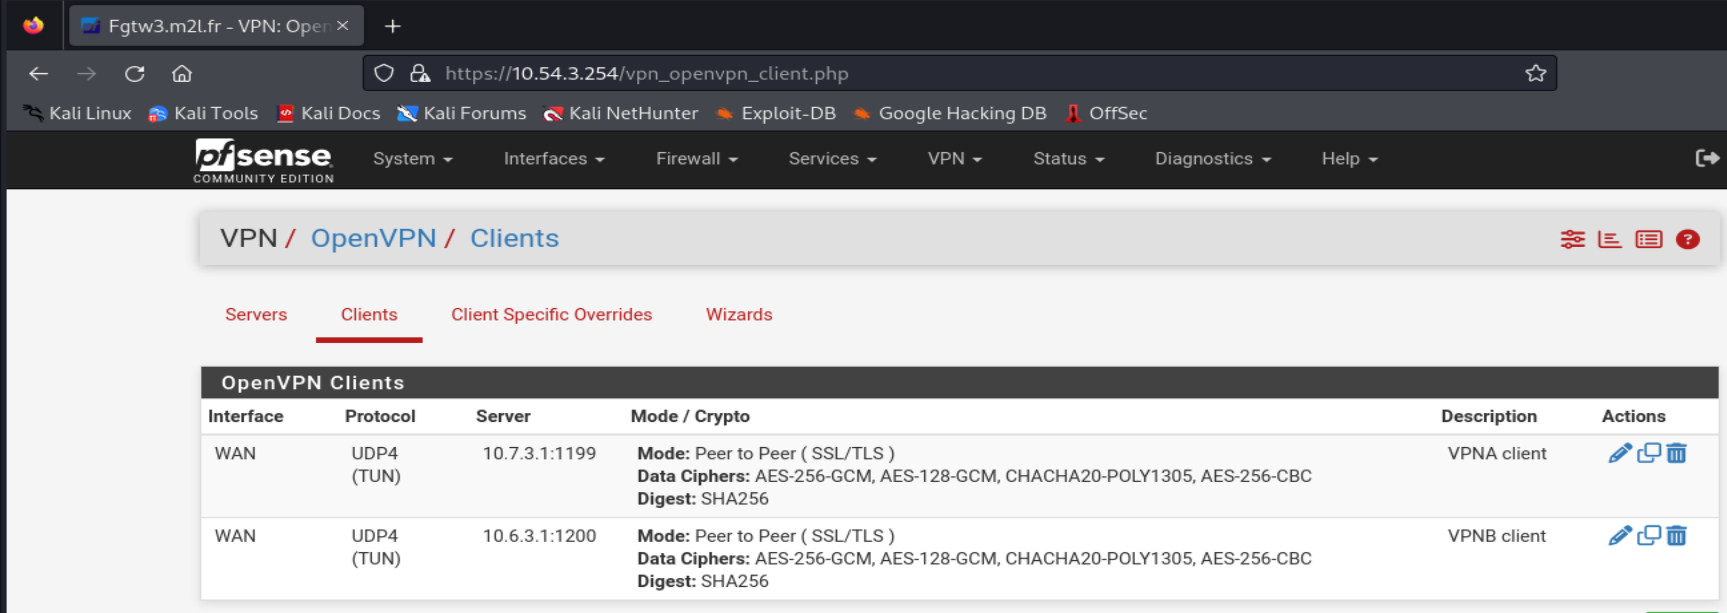 Fgtw3.m2l.fr - VPN: Open
https://10.54.3.254/vpn_openvpn_client.php
Kali Linux Kali Tools Kali Docs Kali Forums Kali NetHunter Exploit-DB Google Hacking DB OffSec
pfsense System Interfaces Firewall Services VPN Status Diagnostics Help
COMMUNITY EDITION
VPN / OpenVPN / Clients
Servers Clients Client Specific Overrides Wizards
OpenVPN Clients
Interface Protocol Server Mode / Crypto Description Actions
WAN UDP4 10.7.3.1:1199 Mode: Peer to Peer ( SSL/TLS ) VPNA client
(TUN) Data Ciphers: AES-256-GCM, AES-128-GCM, CHACHA20-POLY1305, AES-256-CBC
Digest: SHA256
WAN UDP4 10.6.3.1:1200 Mode: Peer to Peer ( SSL/TLS ) VPNB client
(TUN) Data Ciphers: AES-256-GCM, AES-128-GCM, CHACHA20-POLY1305, AES-256-CBC
Digest: SHA256